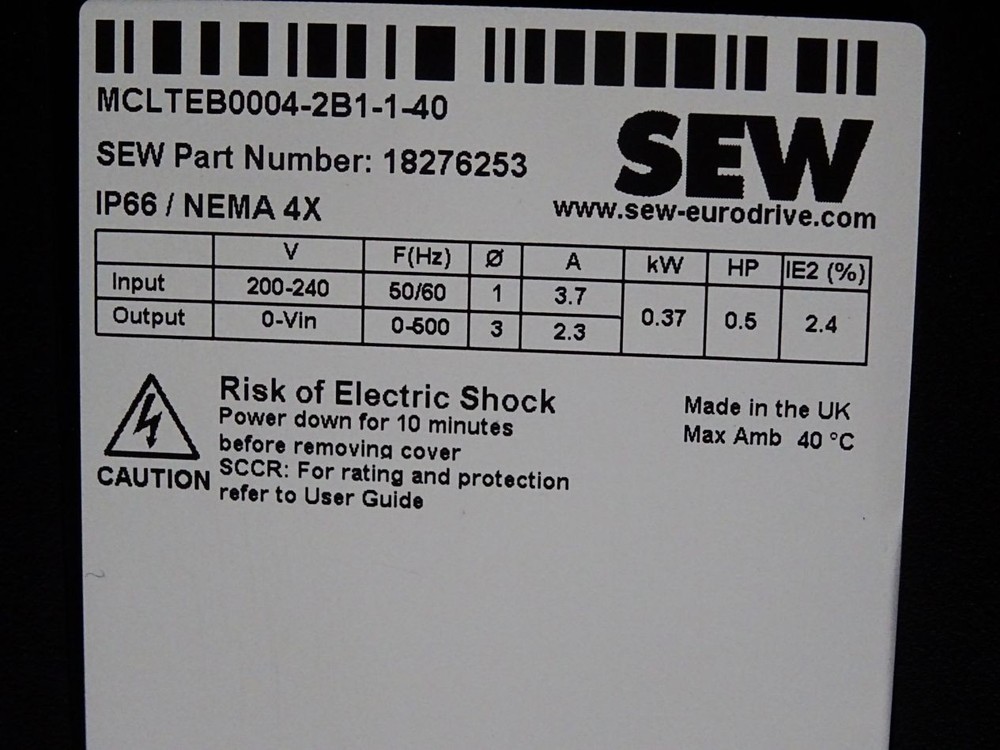 MCLTEB0004-2B1-1-40
SEW
SEW Part Number: 18276253
IP66 / NEMA 4X
www.sew-eurodrive.com
V F(Hz) Ø A kW HP IE2 (%)
Input 200-240 50/60 1 3.7 0.37 0.5 2.4
Output 0-Vin 0-500 3 2.3
Risk of Electric Shock
Power down for 10 minutes
before removing cover
SCCR: For rating and protection
refer to User Guide
CAUTION
Made in the UK
Max Amb 40 °C